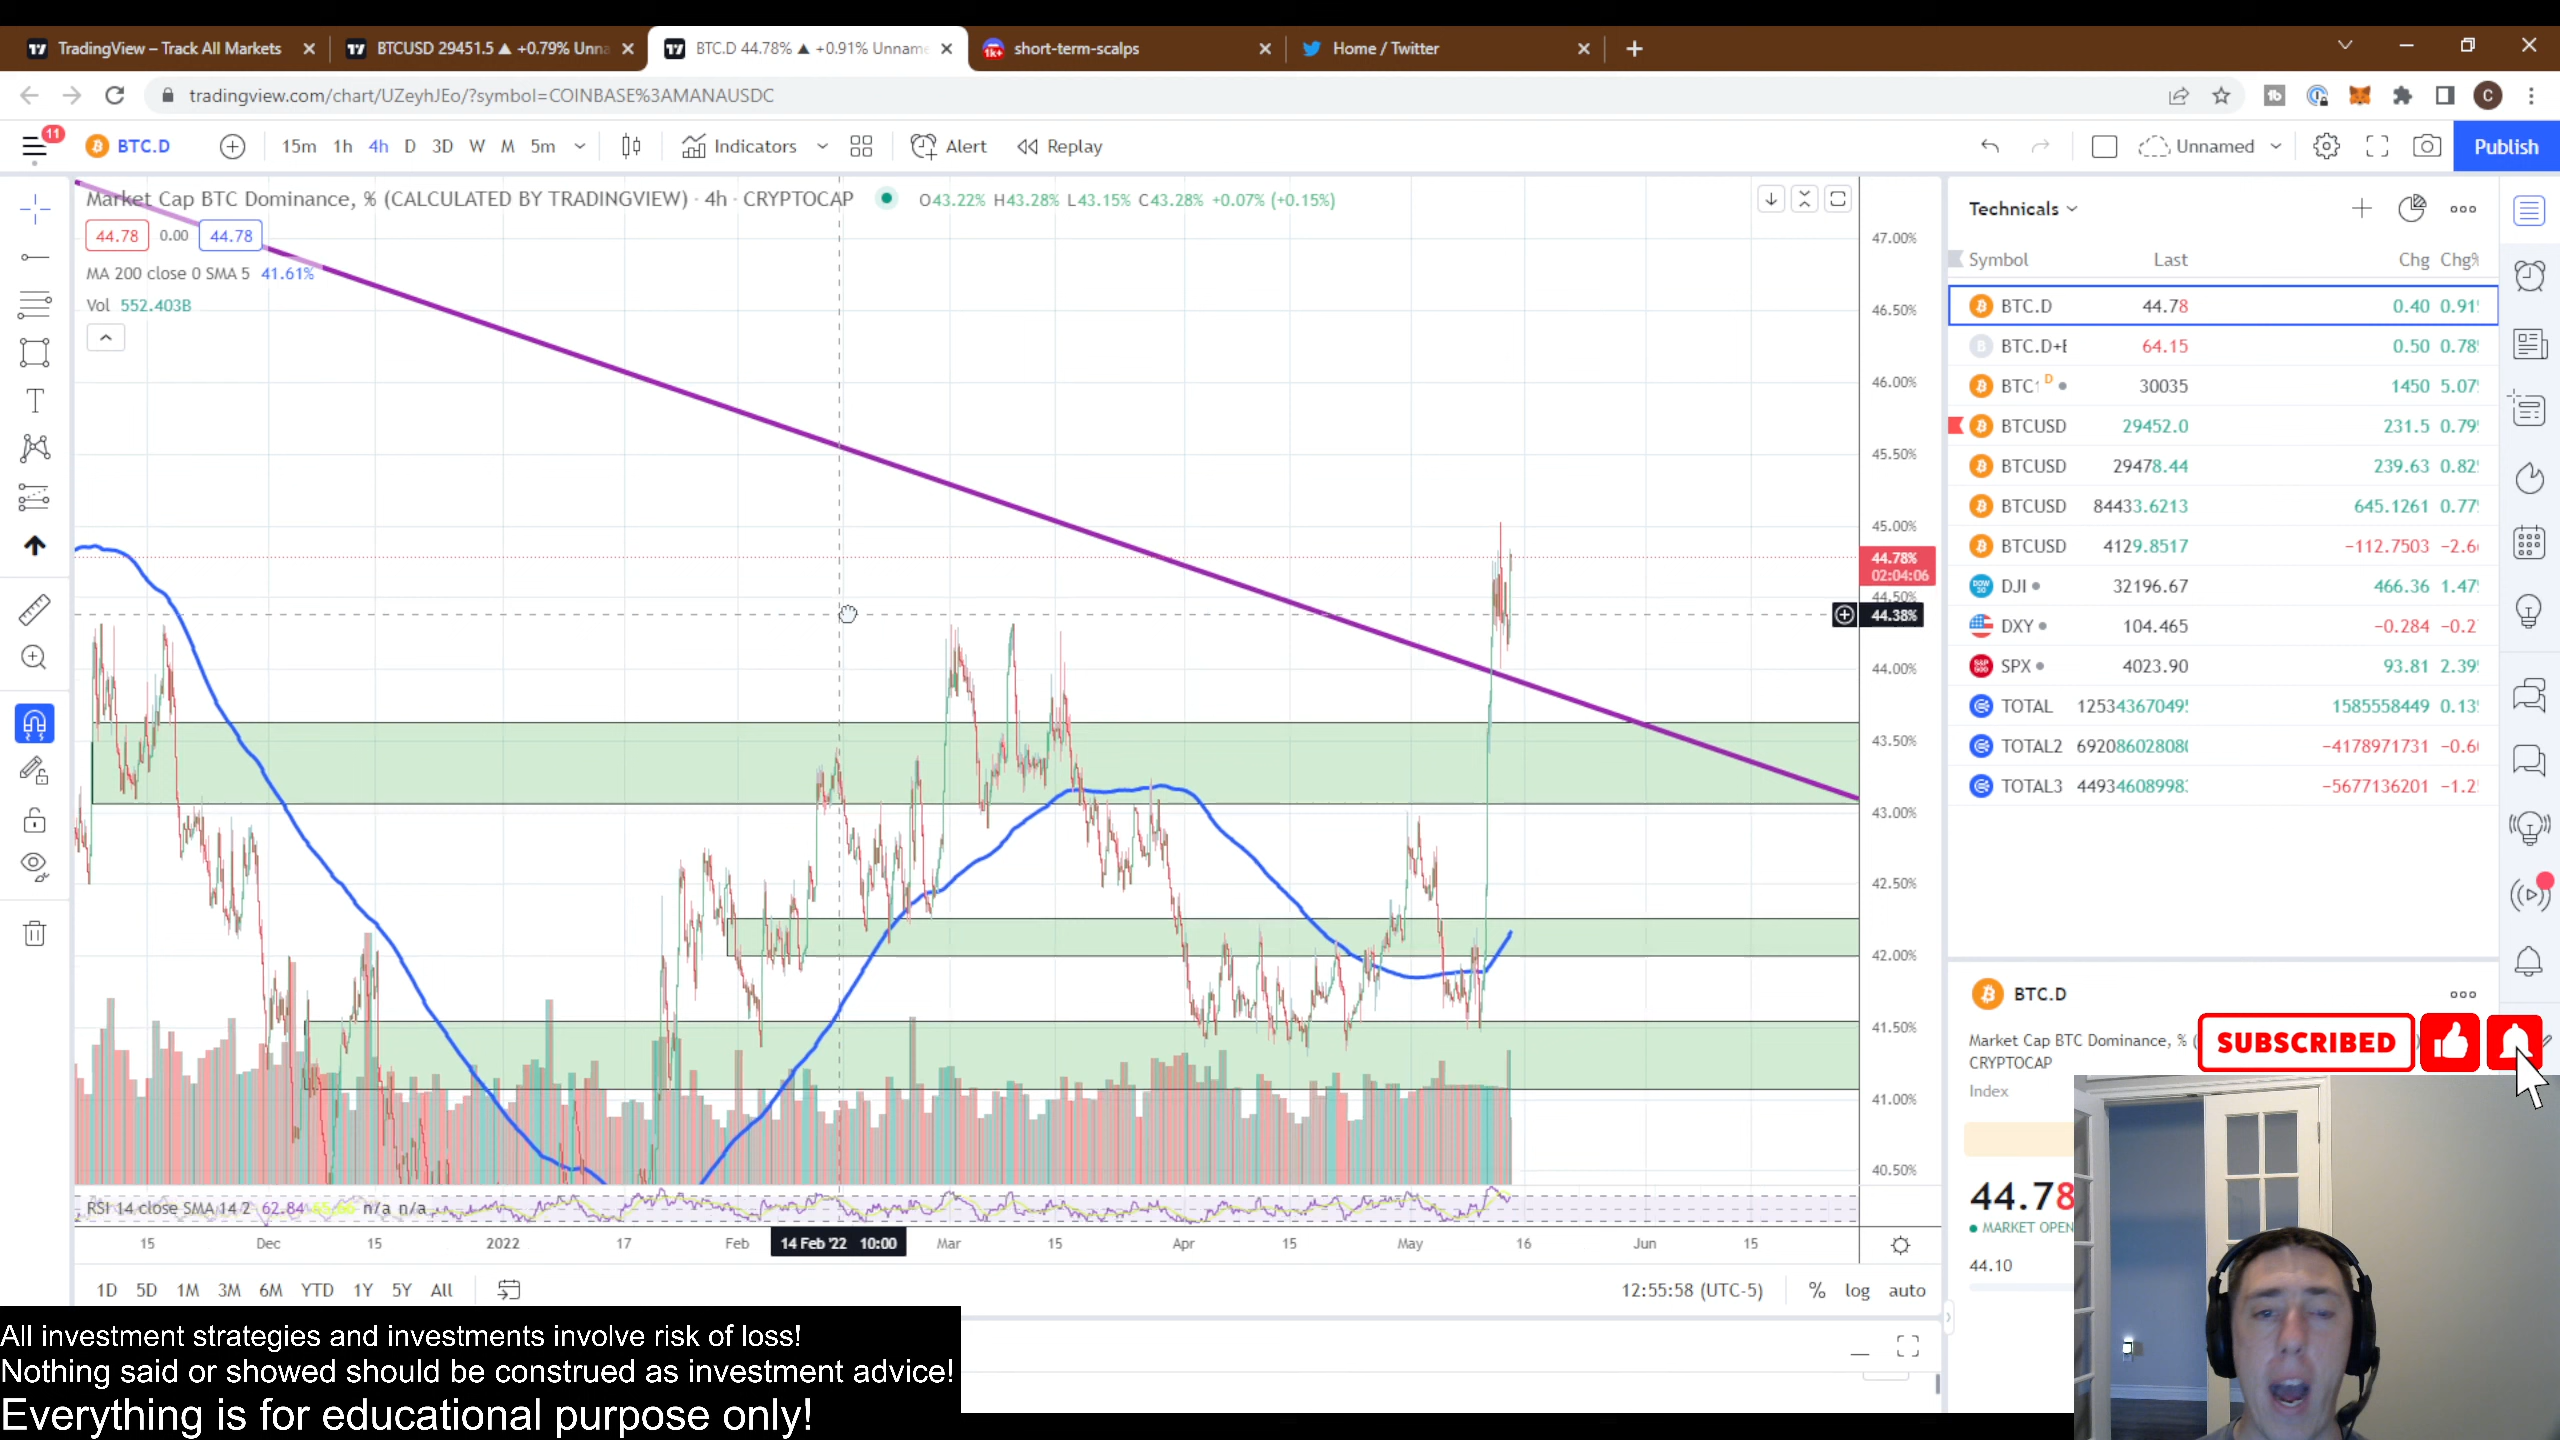 TradingView – Track All Markets
BTCUSD 29451.5 ▲ +0.79% Unna
BTC.D 44.78% ▲ +0.91% Unname
short-term-scalps
Home / Twitter
tradingview.com/chart/UZeyhJEo/?symbol=COINBASE%3AMANAUSDC
11
BTC.D
15m 1h 4h D 3D W M 5m
Indicators
Alert
Replay
Unnamed
Publish
Market Cap BTC Dominance, % (CALCULATED BY TRADINGVIEW) · 4h · CRYPTOCAP
O43.22% H43.28% L43.15% C43.28% +0.07% (+0.15%)
44.78 0.00 44.78
MA 200 close 0 SMA 5 41.61%
Vol 552.403B
47.00%
46.50%
46.00%
45.50%
45.00%
44.78%
02:04:06
44.50%
44.38%
44.00%
43.50%
43.00%
42.50%
42.00%
41.50%
41.00%
40.50%
RSI 14 close SMA 14 2 62.84 n/a n/a
15 Dec 15 2022 17 Feb 14 Feb '22 10:00 Mar 15 Apr 15 May 16 Jun 15
1D 5D 1M 3M 6M YTD 1Y 5Y All
12:55:58 (UTC-5)
% log auto
Technicals
Symbol Last Chg Chg%
BTC.D 44.78 0.40 0.91
BTC.D+E 64.15 0.50 0.78
BTC1 D 30035 1450 5.07
BTCUSD 29452.0 231.5 0.79
BTCUSD 29478.44 239.63 0.82
BTCUSD 84433.6213 645.1261 0.77
BTCUSD 4129.8517 −112.7503 −2.6
DJI 32196.67 466.36 1.47
DXY 104.465 −0.284 −0.2
SPX 4023.90 93.81 2.39
TOTAL 12534367049 1585558449 0.13
TOTAL2 69208602808 −4178971731 −0.6
TOTAL3 44934608998 −5677136201 −1.2
BTC.D
Market Cap BTC Dominance, % (
CRYPTOCAP
Index
SUBSCRIBED
44.78
MARKET OPEN
44.10
All investment strategies and investments involve risk of loss!
Nothing said or showed should be construed as investment advice!
Everything is for educational purpose only!